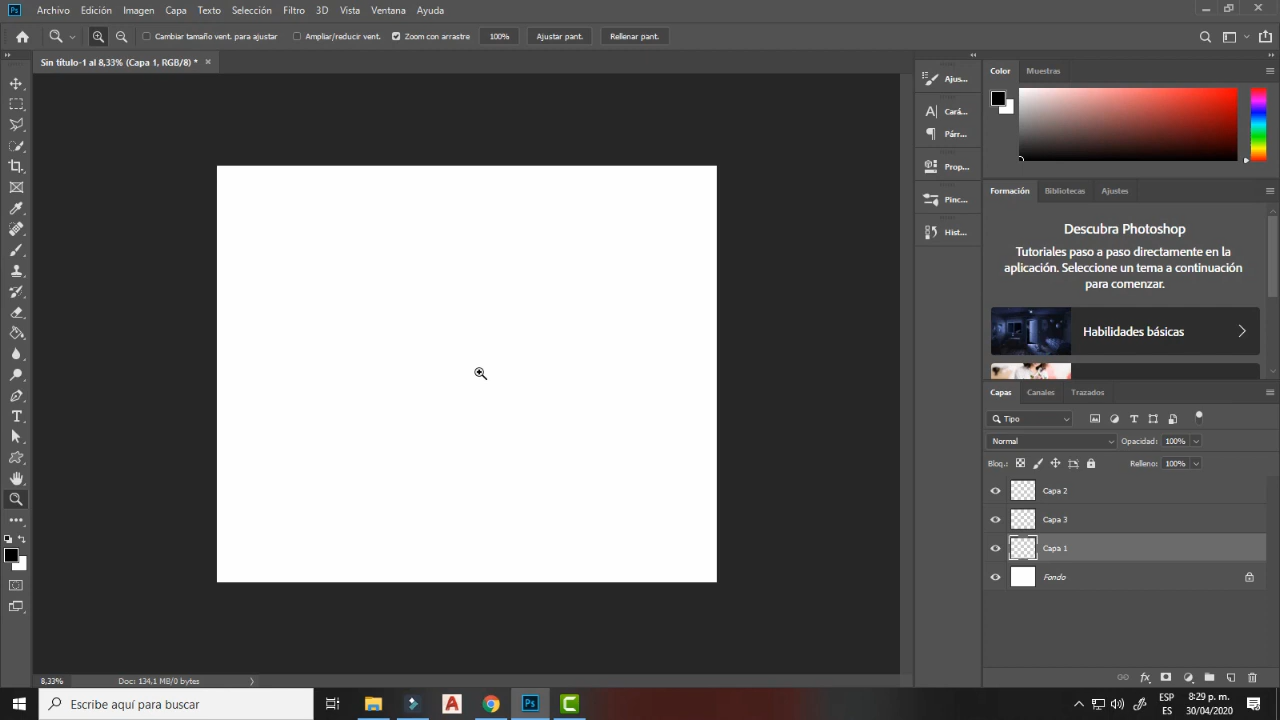 Ps Archivo Edición Imagen Capa Texto Selección Filtro 3D Vista Ventana Ayuda
Cambiar tamaño vent. para ajustar Ampliar/reducir vent. Zoom con arrastre 100% Ajustar pant. Rellenar pant.
Sin título-1 al 8,33% (Capa 1, RGB/8) * ×
Ajus...
Cará...
Párr...
Prop...
Pinc...
Hist...
Color Muestras
Formación Bibliotecas Ajustes
Descubra Photoshop
Tutoriales paso a paso directamente en la
aplicación. Seleccione un tema a continuación
para comenzar.
Habilidades básicas
Capas Canales Trazados
Tipo
Normal Opacidad: 100%
Bloq.: Relleno: 100%
Capa 2
Capa 3
Capa 1
Fondo
8,33% Doc: 134,1 MB/0 bytes
Escribe aquí para buscar
ESP
ES
8:29 p. m.
30/04/2020